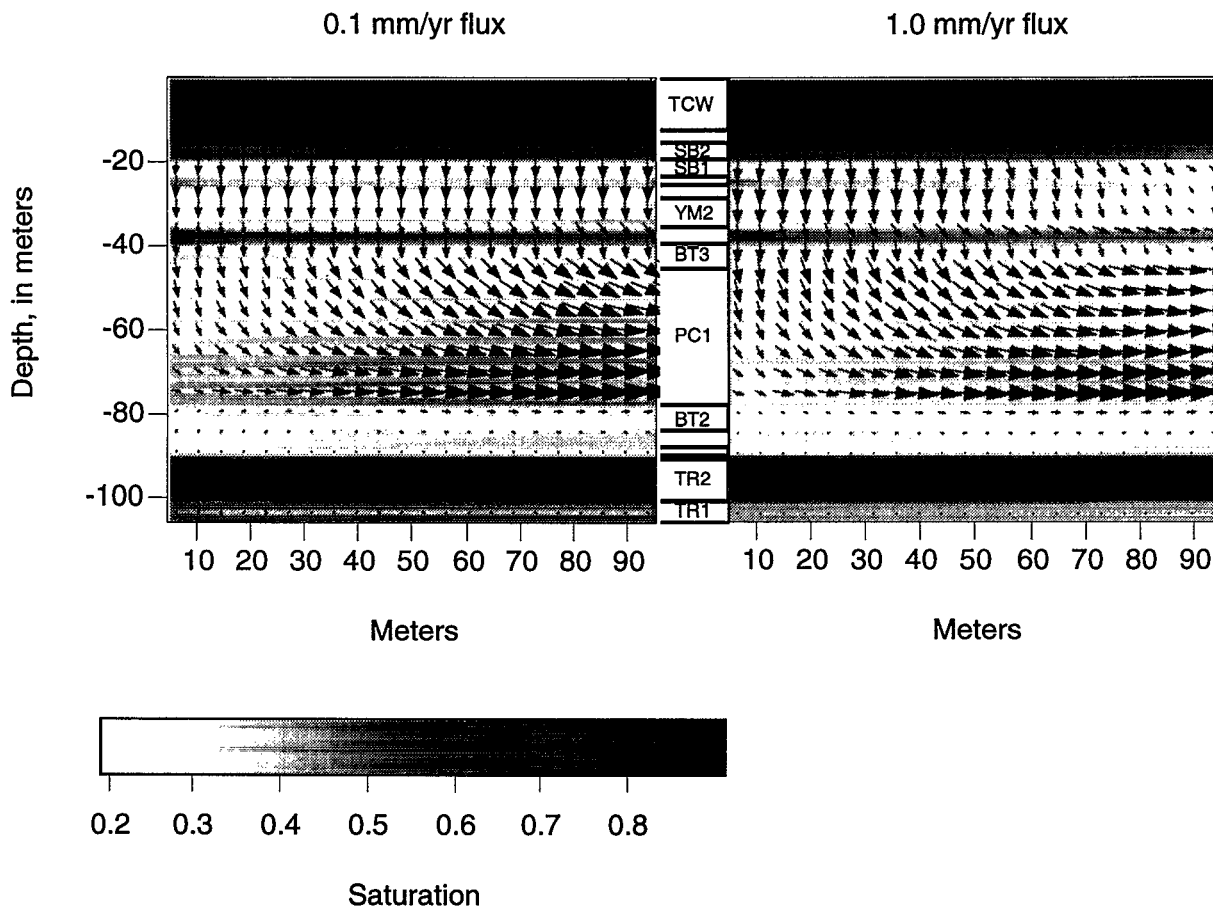 0.1 mm/yr flux
1.0 mm/yr flux
Depth, in meters
-20
-40
-60
-80
-100
TCW
SB2
SB1
YM2
BT3
PC1
BT2
TR2
TR1
10 20 30 40 50 60 70 80 90
10 20 30 40 50 60 70 80 90
Meters
Meters
0.2 0.3 0.4 0.5 0.6 0.7 0.8
Saturation